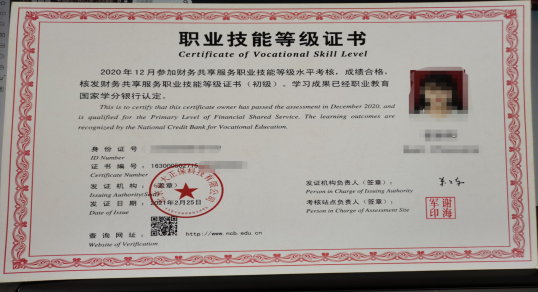 职业技能等级证书
Certificate of Vocational Skill Level
2020年12月参加财务共享服务职业技能等级水平考核，成绩合格，
核发财务共享服务职业技能等级证书（初级），学习成果已经职业教育
国家学分银行认定。
This is to certify that this certificate owner has passed the assessment in December 2020, and
is qualified for the Primary Level of Financial Shared Service. The learning outcomes are
recognized by the National Credit Bank for Vocational Education.
身份证号：
ID Number
证书编号：
Certificate Number
发证机构：（盖章）
Issuing Authority
发证日期：2021年2月25日
Date of Issue
查询网址：http://www.ncb.edu.cn
Website of Verification
发证机构负责人（签章）：
Person in Charge of Issuing Authority
考核站点负责人（签章）：
Person in Charge of Assessment Site
谢海
军印